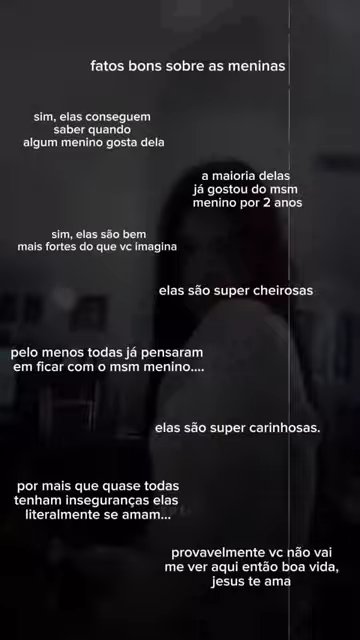 fatos bons sobre as meninas
sim, elas conseguem
saber quando
algum menino gosta dela
a maioria delas
já gostou do msm
menino por 2 anos
sim, elas são bem
mais fortes do que vc imagina
elas são super cheirosas
pelo menos todas já pensaram
em ficar com o msm menino....
elas são super carinhosas.
por mais que quase todas
tenham inseguranças elas
literalmente se amam...
provavelmente vc não vai
me ver aqui então boa vida,
jesus te ama